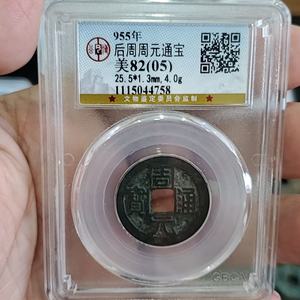 955年
后周周元通宝
美82(05)
25.5*1.3mm,4.0g
1115044758
文物鉴定委员会监制
周元通寳